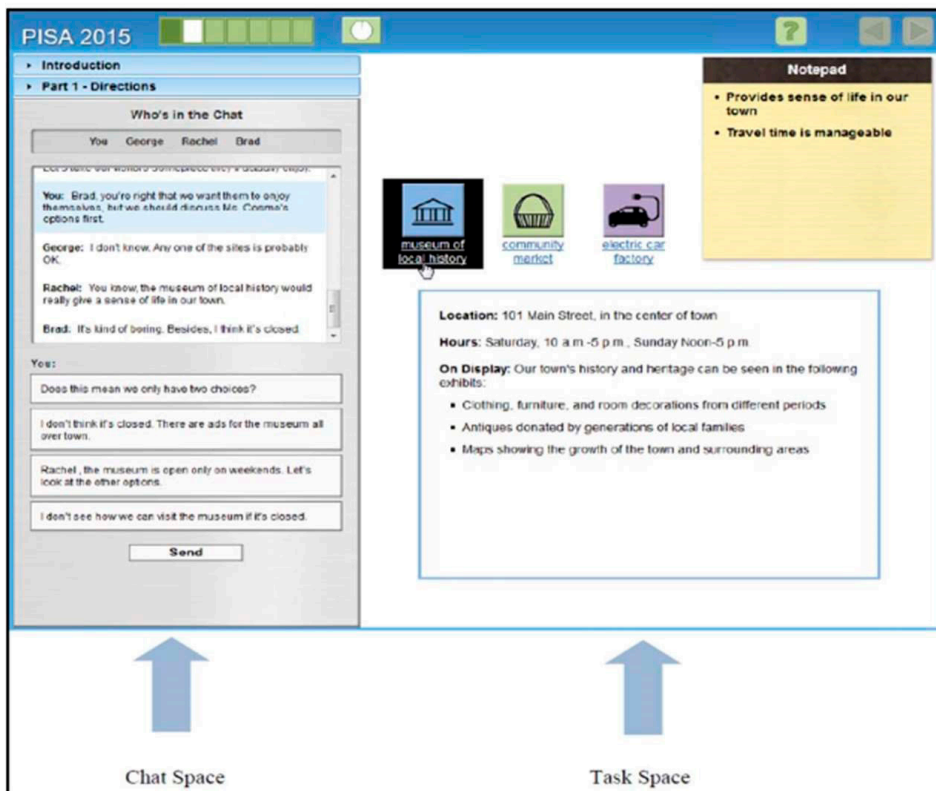 PISA 2015
?
Introduction
Part 1 - Directions
Who's in the Chat
You George Rachel Brad
You: Brad, you're right that we want them to enjoy
themselves, but we should discuss Ms. Cosmo's
options first.
George: I don't know. Any one of the sites is probably
OK.
Rachel: You know, the museum of local history would
really give a sense of life in our town.
Brad: It's kind of boring. Besides, I think it's closed.
You:
Does this mean we only have two choices?
I don't think it's closed. There are ads for the museum all
over town.
Rachel, the museum is open only on weekends. Let's
look at the other options.
I don't see how we can visit the museum if it's closed.
Send
museum of
local history
community
market
electric car
factory
Notepad
• Provides sense of life in our
town
• Travel time is manageable
Location: 101 Main Street, in the center of town
Hours: Saturday, 10 a.m.-5 p.m., Sunday Noon-5 p.m.
On Display: Our town's history and heritage can be seen in the following
exhibits:
▪ Clothing, furniture, and room decorations from different periods
▪ Antiques donated by generations of local families
▪ Maps showing the growth of the town and surrounding areas
Chat Space
Task Space